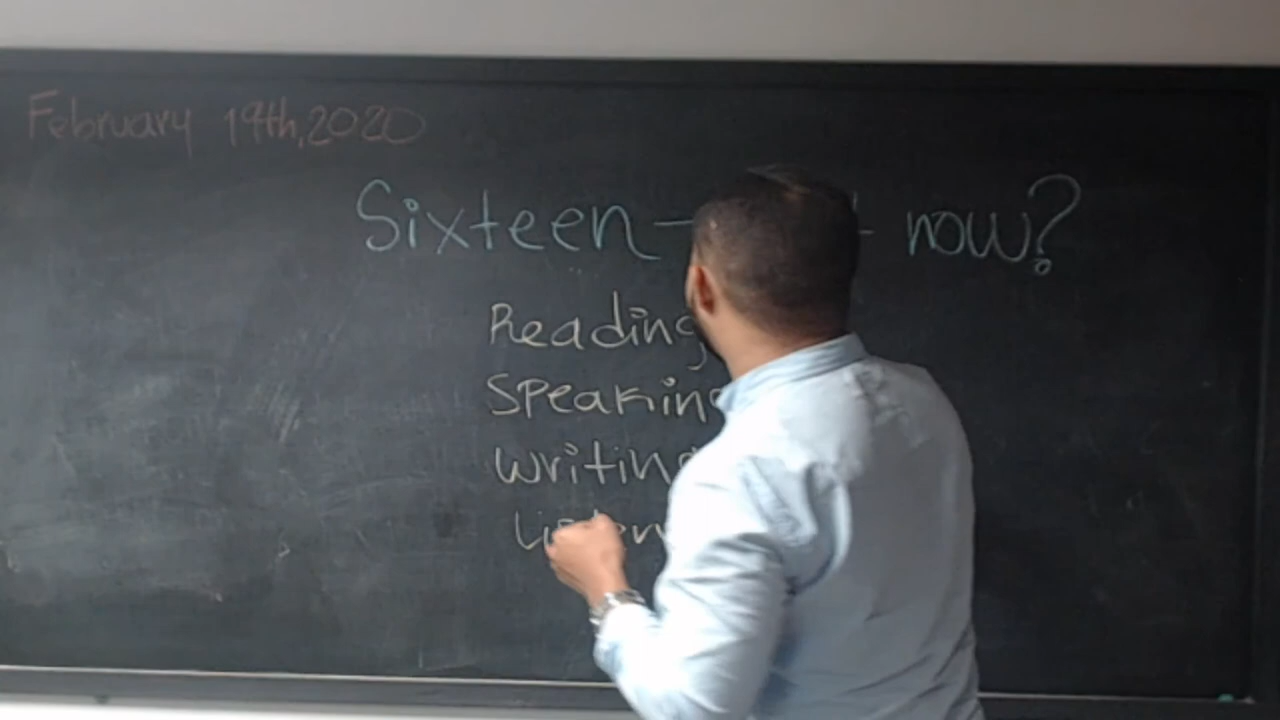 February 19th, 2020
Sixteen - now?
Reading
Speaking
Writing